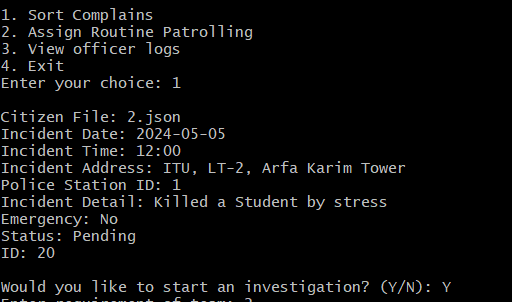 1. Sort Complains
2. Assign Routine Patrolling
3. View officer logs
4. Exit
Enter your choice: 1
Citizen File: 2.json
Incident Date: 2024-05-05
Incident Time: 12:00
Incident Address: ITU, LT-2, Arfa Karim Tower
Police Station ID: 1
Incident Detail: Killed a Student by stress
Emergency: No
Status: Pending
ID: 20
Would you like to start an investigation? (Y/N): Y
Enter requirement of team: